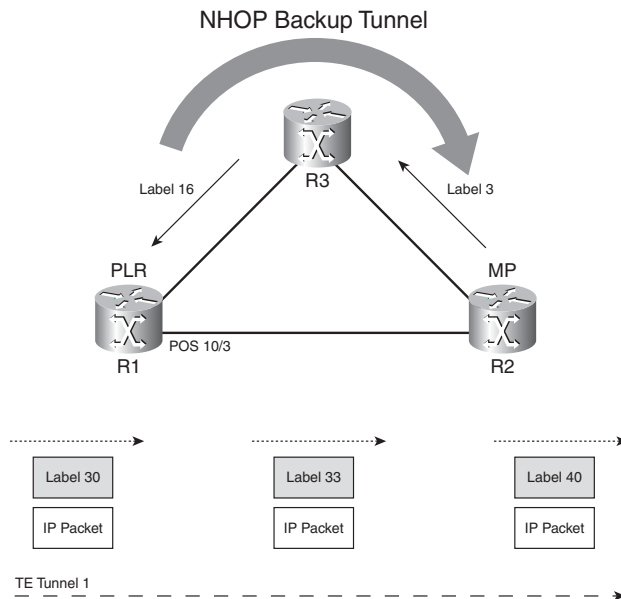 NHOP Backup Tunnel
R3
Label 16
Label 3
PLR
MP
POS 10/3
R1
R2
Label 30
Label 33
Label 40
IP Packet
IP Packet
IP Packet
TE Tunnel 1